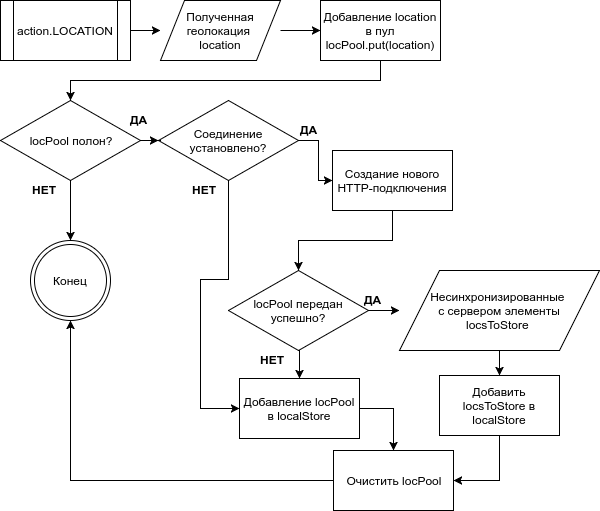 action.LOCATION
Полученная
геолокация
location
Добавление location
в пул
locPool.put(location)
locPool полон?
ДА
Соединение
установлено?
ДА
Создание нового
HTTP-подключения
НЕТ
НЕТ
Конец
locPool передан
успешно?
ДА
Несинхронизированные
с сервером элементы
locsToStore
НЕТ
Добавление locPool
в localStore
Добавить
locsToStore в
localStore
Очистить locPool